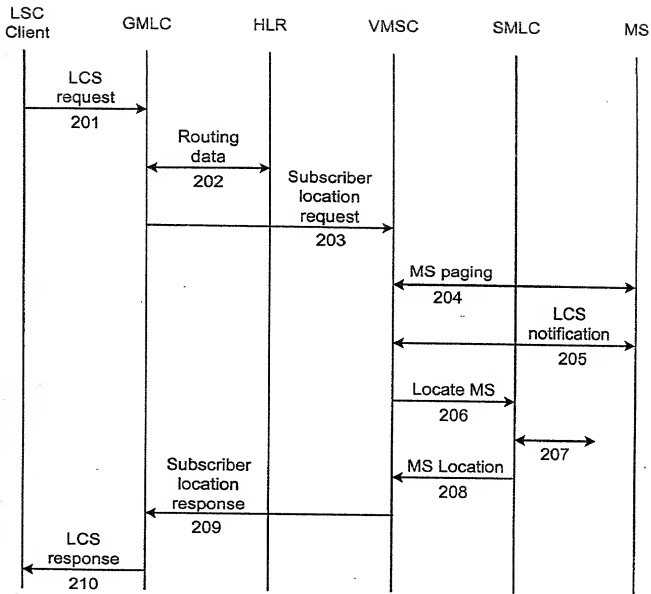 LSC
Client
GMLC
HLR
VMSC
SMLC
MS
LCS
request
201
Routing
data
202
Subscriber
location
request
203
MS paging
204
LCS
notification
205
Locate MS
206
207
MS Location
208
Subscriber
location
response
209
LCS
response
210